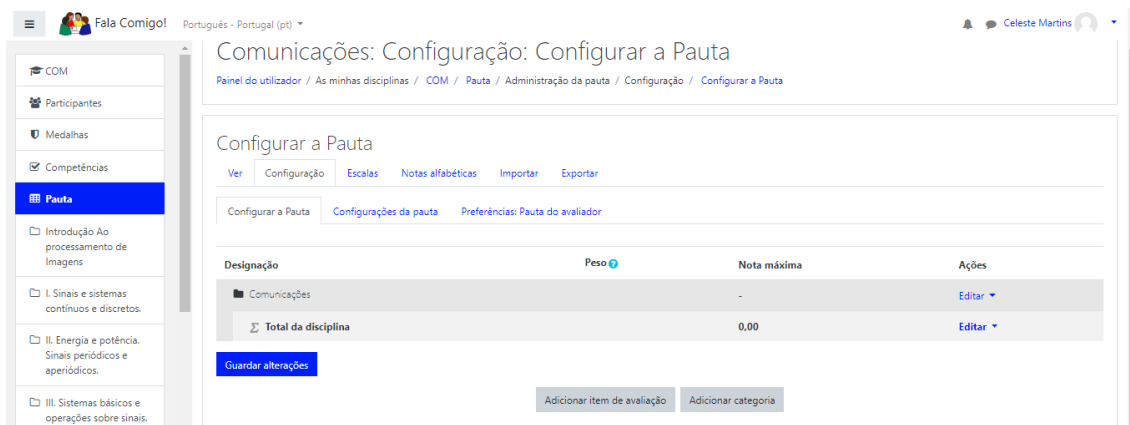 Fala Comigo! Português - Portugal (pt) Celeste Martins
Comunicações: Configuração: Configurar a Pauta
Painel do utilizador / As minhas disciplinas / COM / Pauta / Administração da pauta / Configuração / Configurar a Pauta
COM
Participantes
Medalhas
Competências
Pauta
Introdução Ao
processamento de
Imagens
I. Sinais e sistemas
contínuos e discretos.
II. Energia e potência.
Sinais periódicos e
aperiódicos.
III. Sistemas básicos e
operações sobre sinais.
Configurar a Pauta
Ver Configuração Escalas Notas alfabéticas Importar Exportar
Configurar a Pauta Configurações da pauta Preferências: Pauta do avaliador
Designação Peso Nota máxima Ações
Comunicações - Editar
Σ Total da disciplina 0,00 Editar
Guardar alterações
Adicionar item de avaliação Adicionar categoria